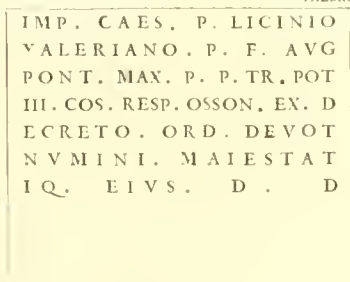 IMP. CAES. P. LICINIO
VALERIANO. P. F. AVG
PONT. MAX. P. P. TR. POT
III. COS. RESP. OSSON. EX. D
ECRETO. ORD. DEVOT
NVMINI. MAIESTAT
IQ. EIVS. D. D